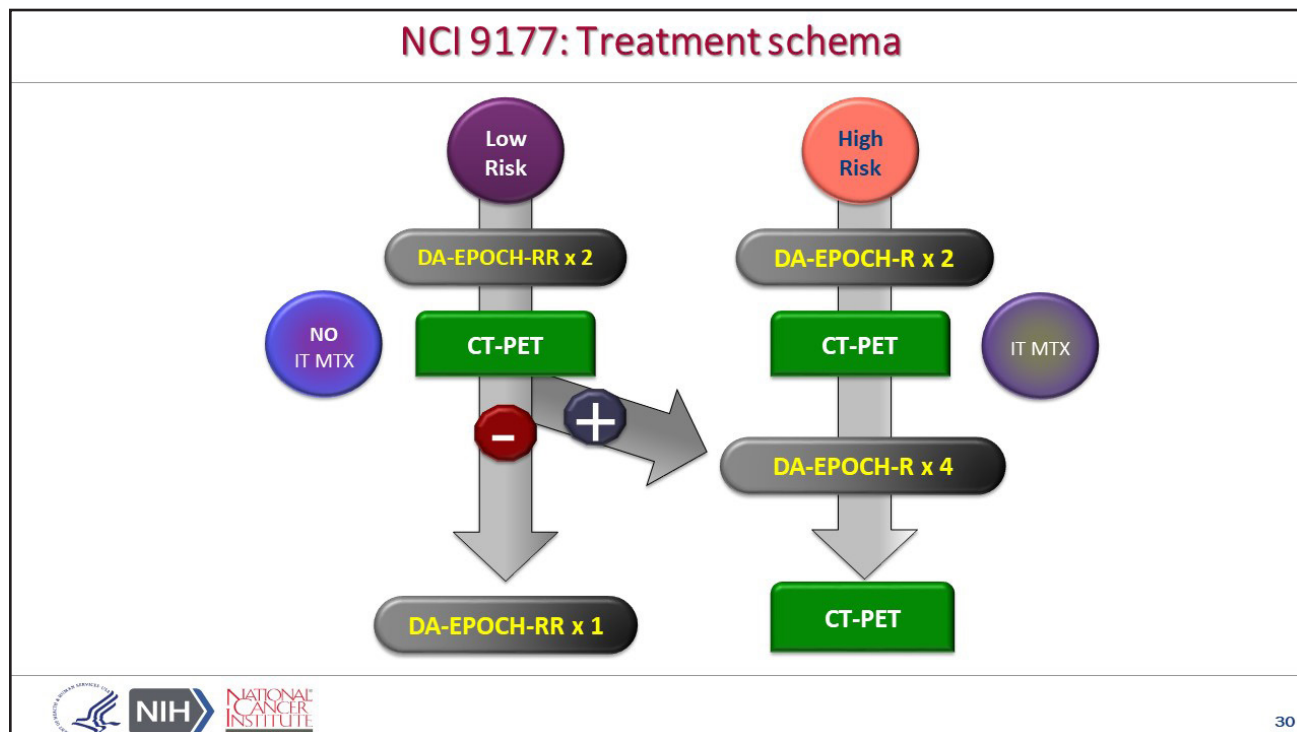 NCI 9177: Treatment schema
Low
Risk
High
Risk
DA-EPOCH-RR x 2
DA-EPOCH-R x 2
NO
IT MTX
CT-PET
CT-PET
IT MTX
-
+
DA-EPOCH-R x 4
DA-EPOCH-RR x 1
CT-PET
NIH
NATIONAL
CANCER
INSTITUTE
30